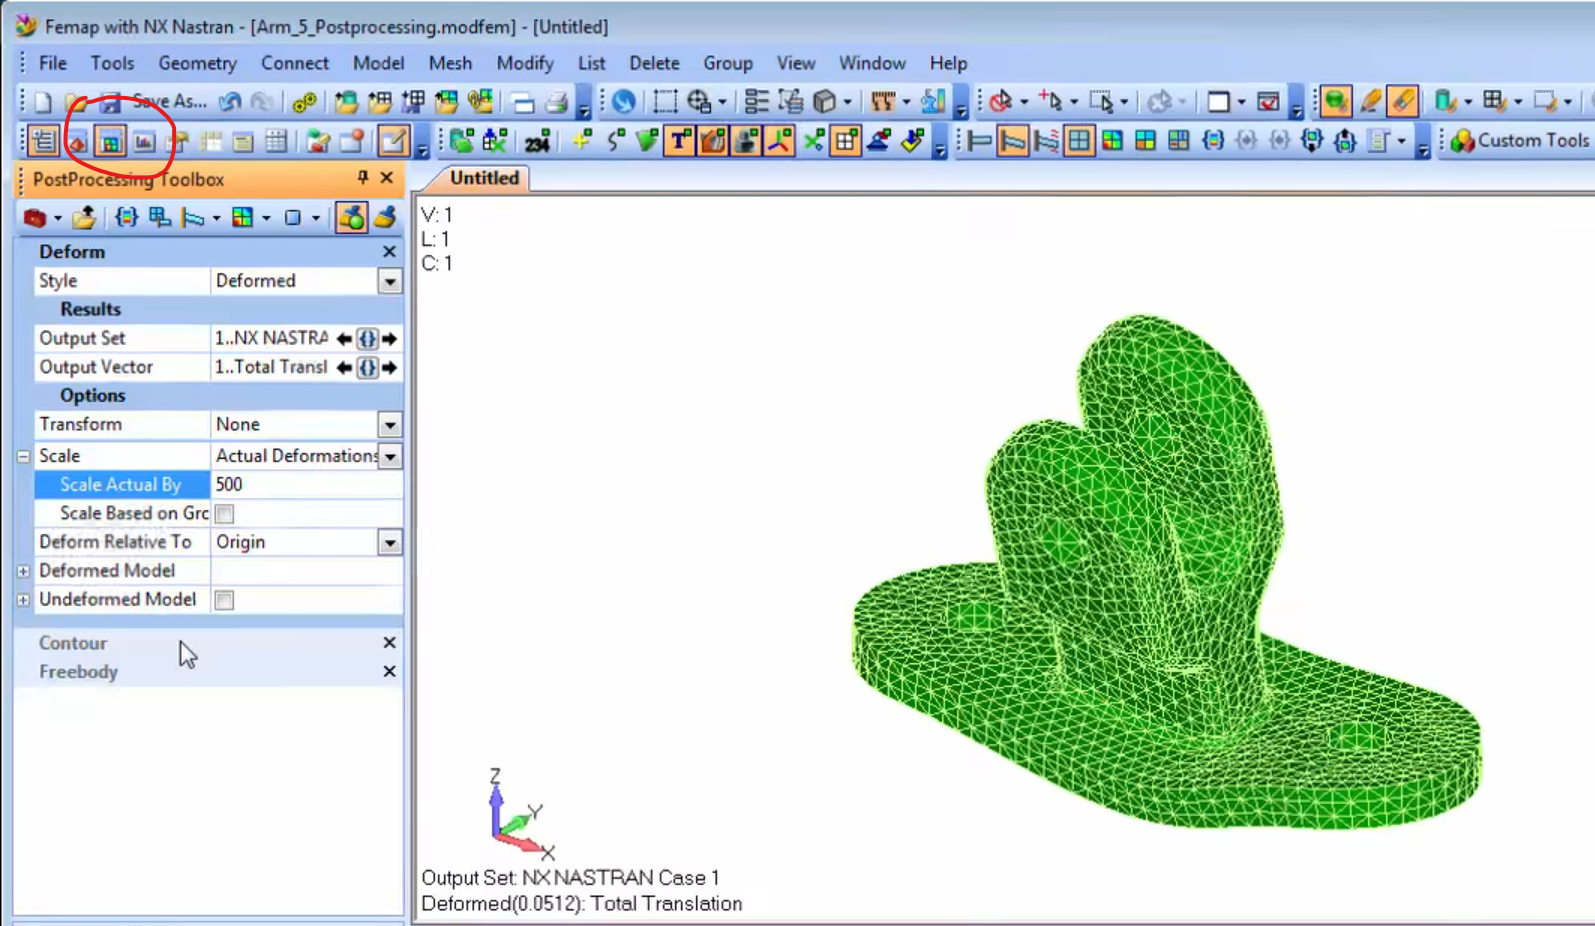 Femap with NX Nastran - [Arm_5_Postprocessing.modfem] - [Untitled]
File Tools Geometry Connect Model Mesh Modify List Delete Group View Window Help
Save As...
234 T Custom Tools
PostProcessing Toolbox
Untitled
V: 1
L: 1
C: 1
Deform
Style Deformed
Results
Output Set 1..NX NASTRA
Output Vector 1..Total Transl
Options
Transform None
Scale Actual Deformations
Scale Actual By 500
Scale Based on Grc
Deform Relative To Origin
Deformed Model
Undeformed Model
Contour
Freebody
Z
Y
X
Output Set: NX NASTRAN Case 1
Deformed(0.0512): Total Translation